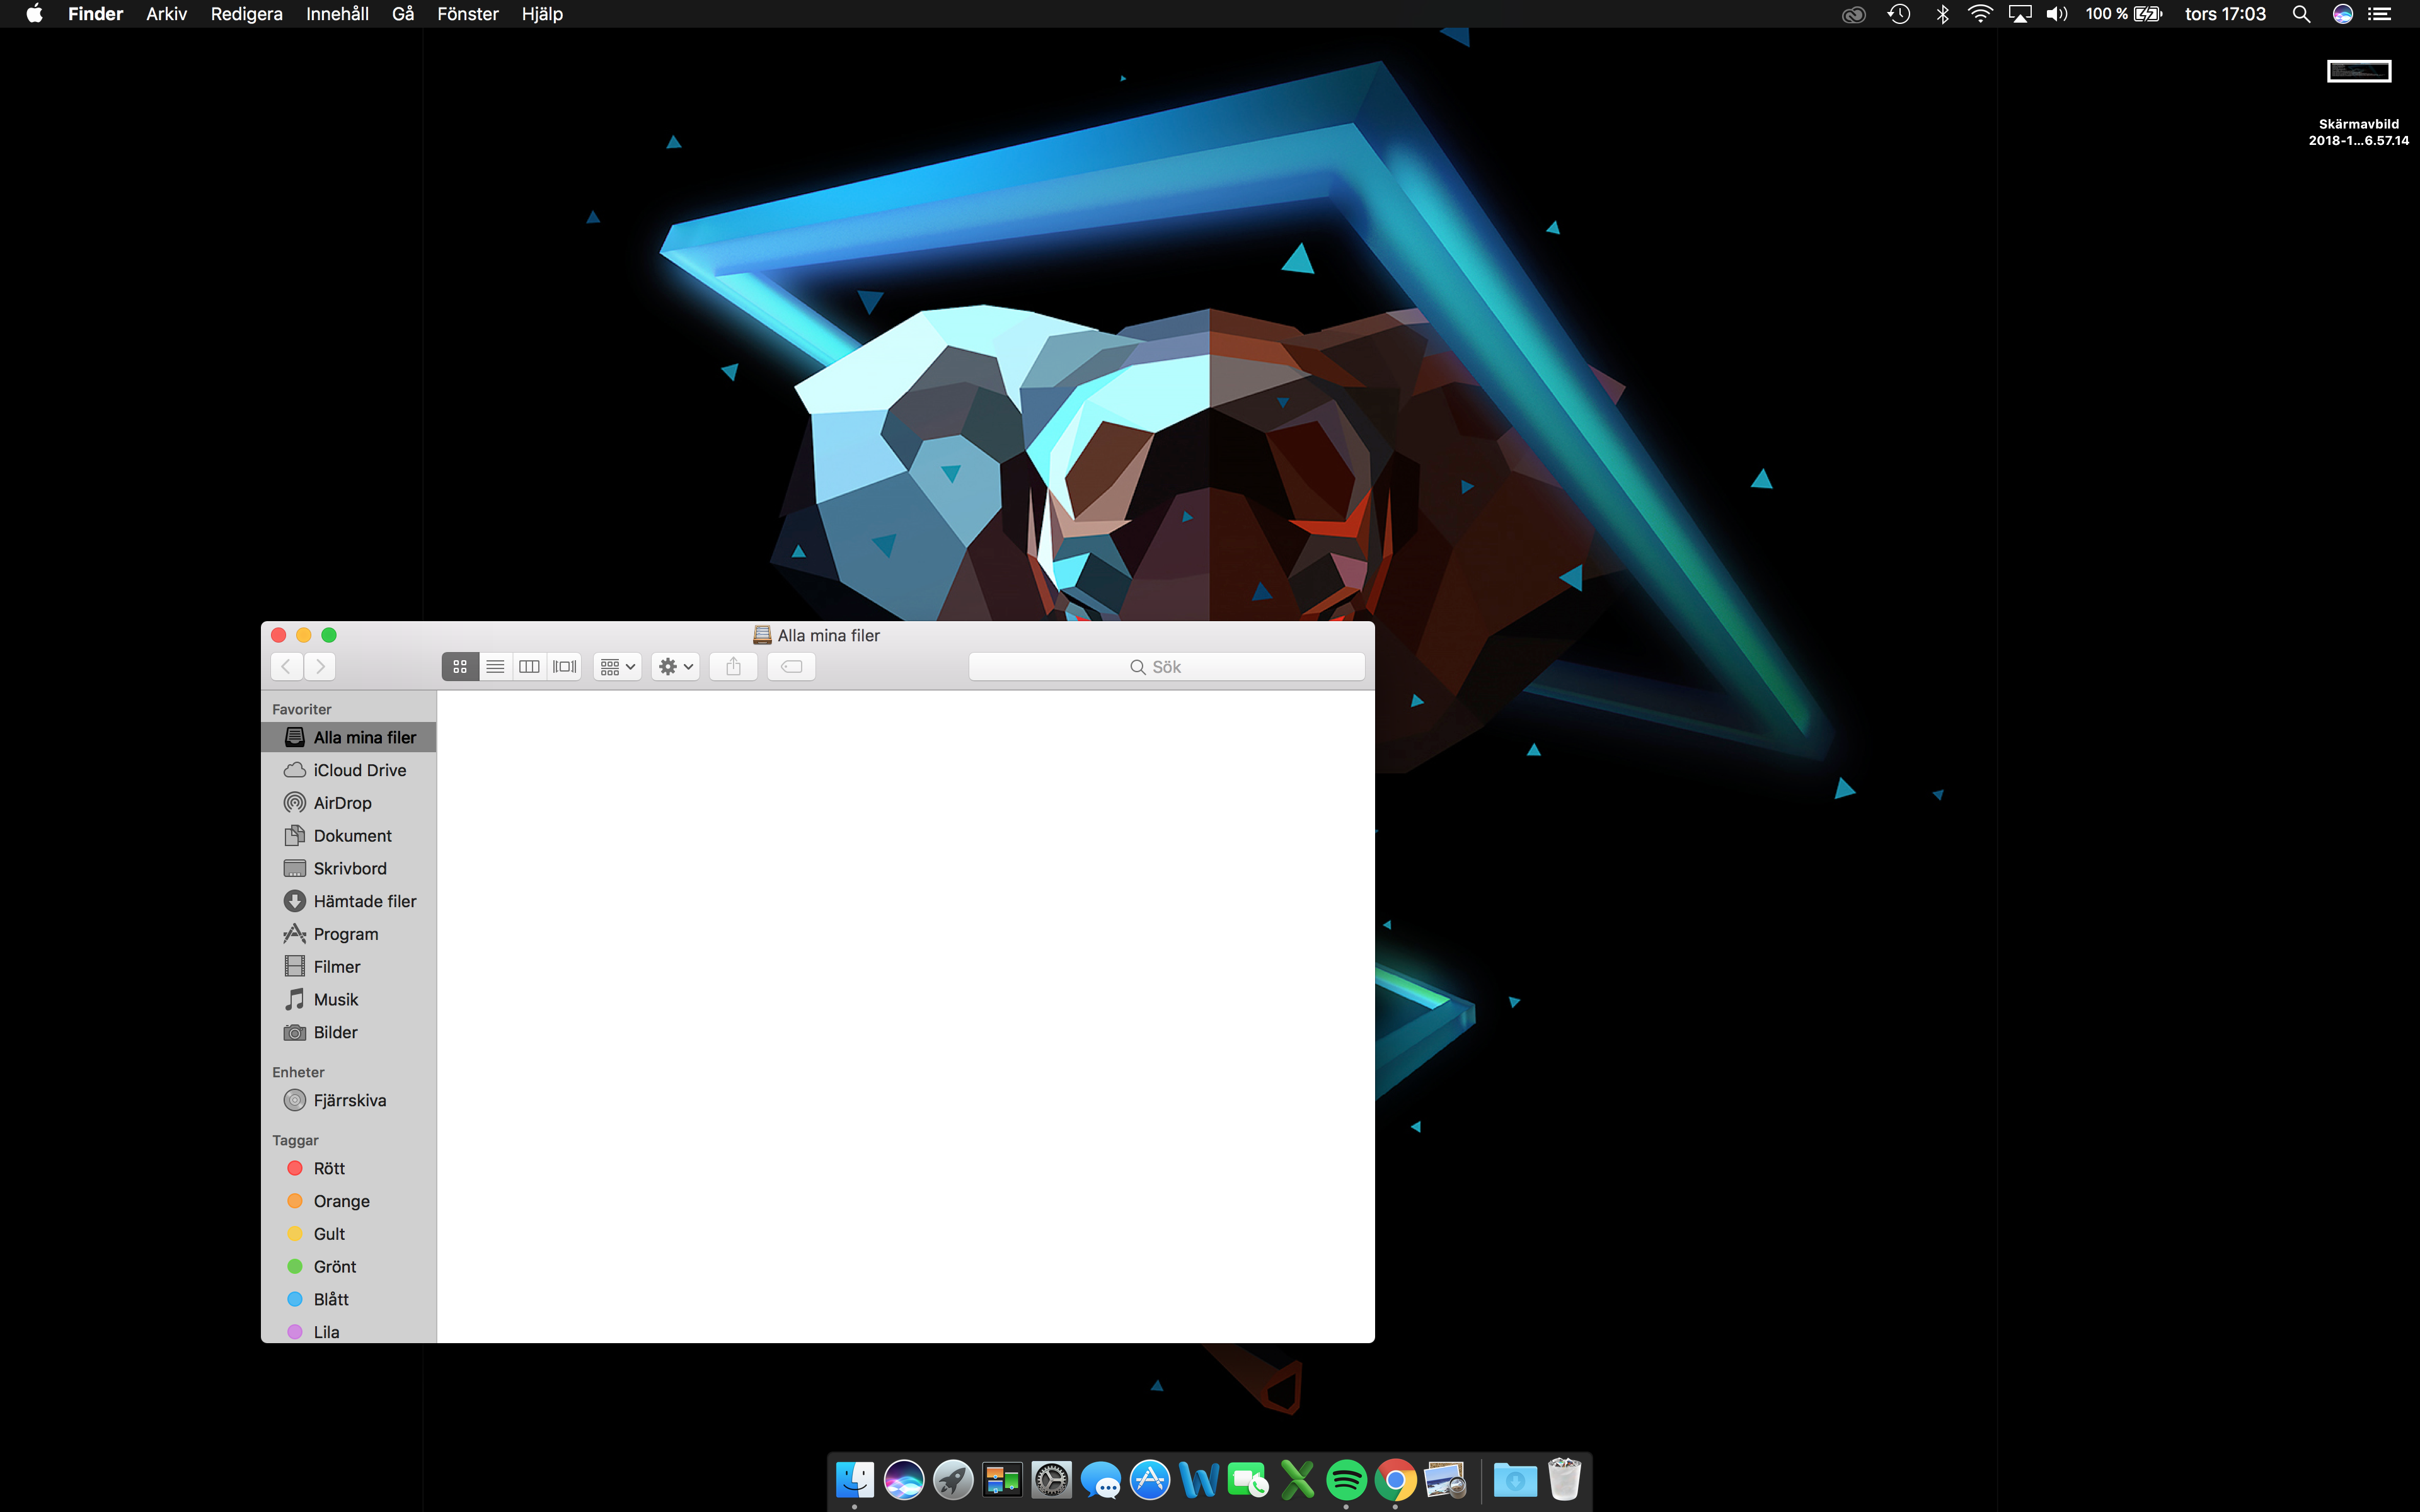 Finder Arkiv Redigera Innehåll Gå Fönster Hjälp 100 % tors 17:03
Skärmavbild
2018-1...6.57.14
Alla mina filer
Sök
Favoriter
Alla mina filer
iCloud Drive
AirDrop
Dokument
Skrivbord
Hämtade filer
Program
Filmer
Musik
Bilder
Enheter
Fjärrskiva
Taggar
Rött
Orange
Gult
Grönt
Blått
Lila